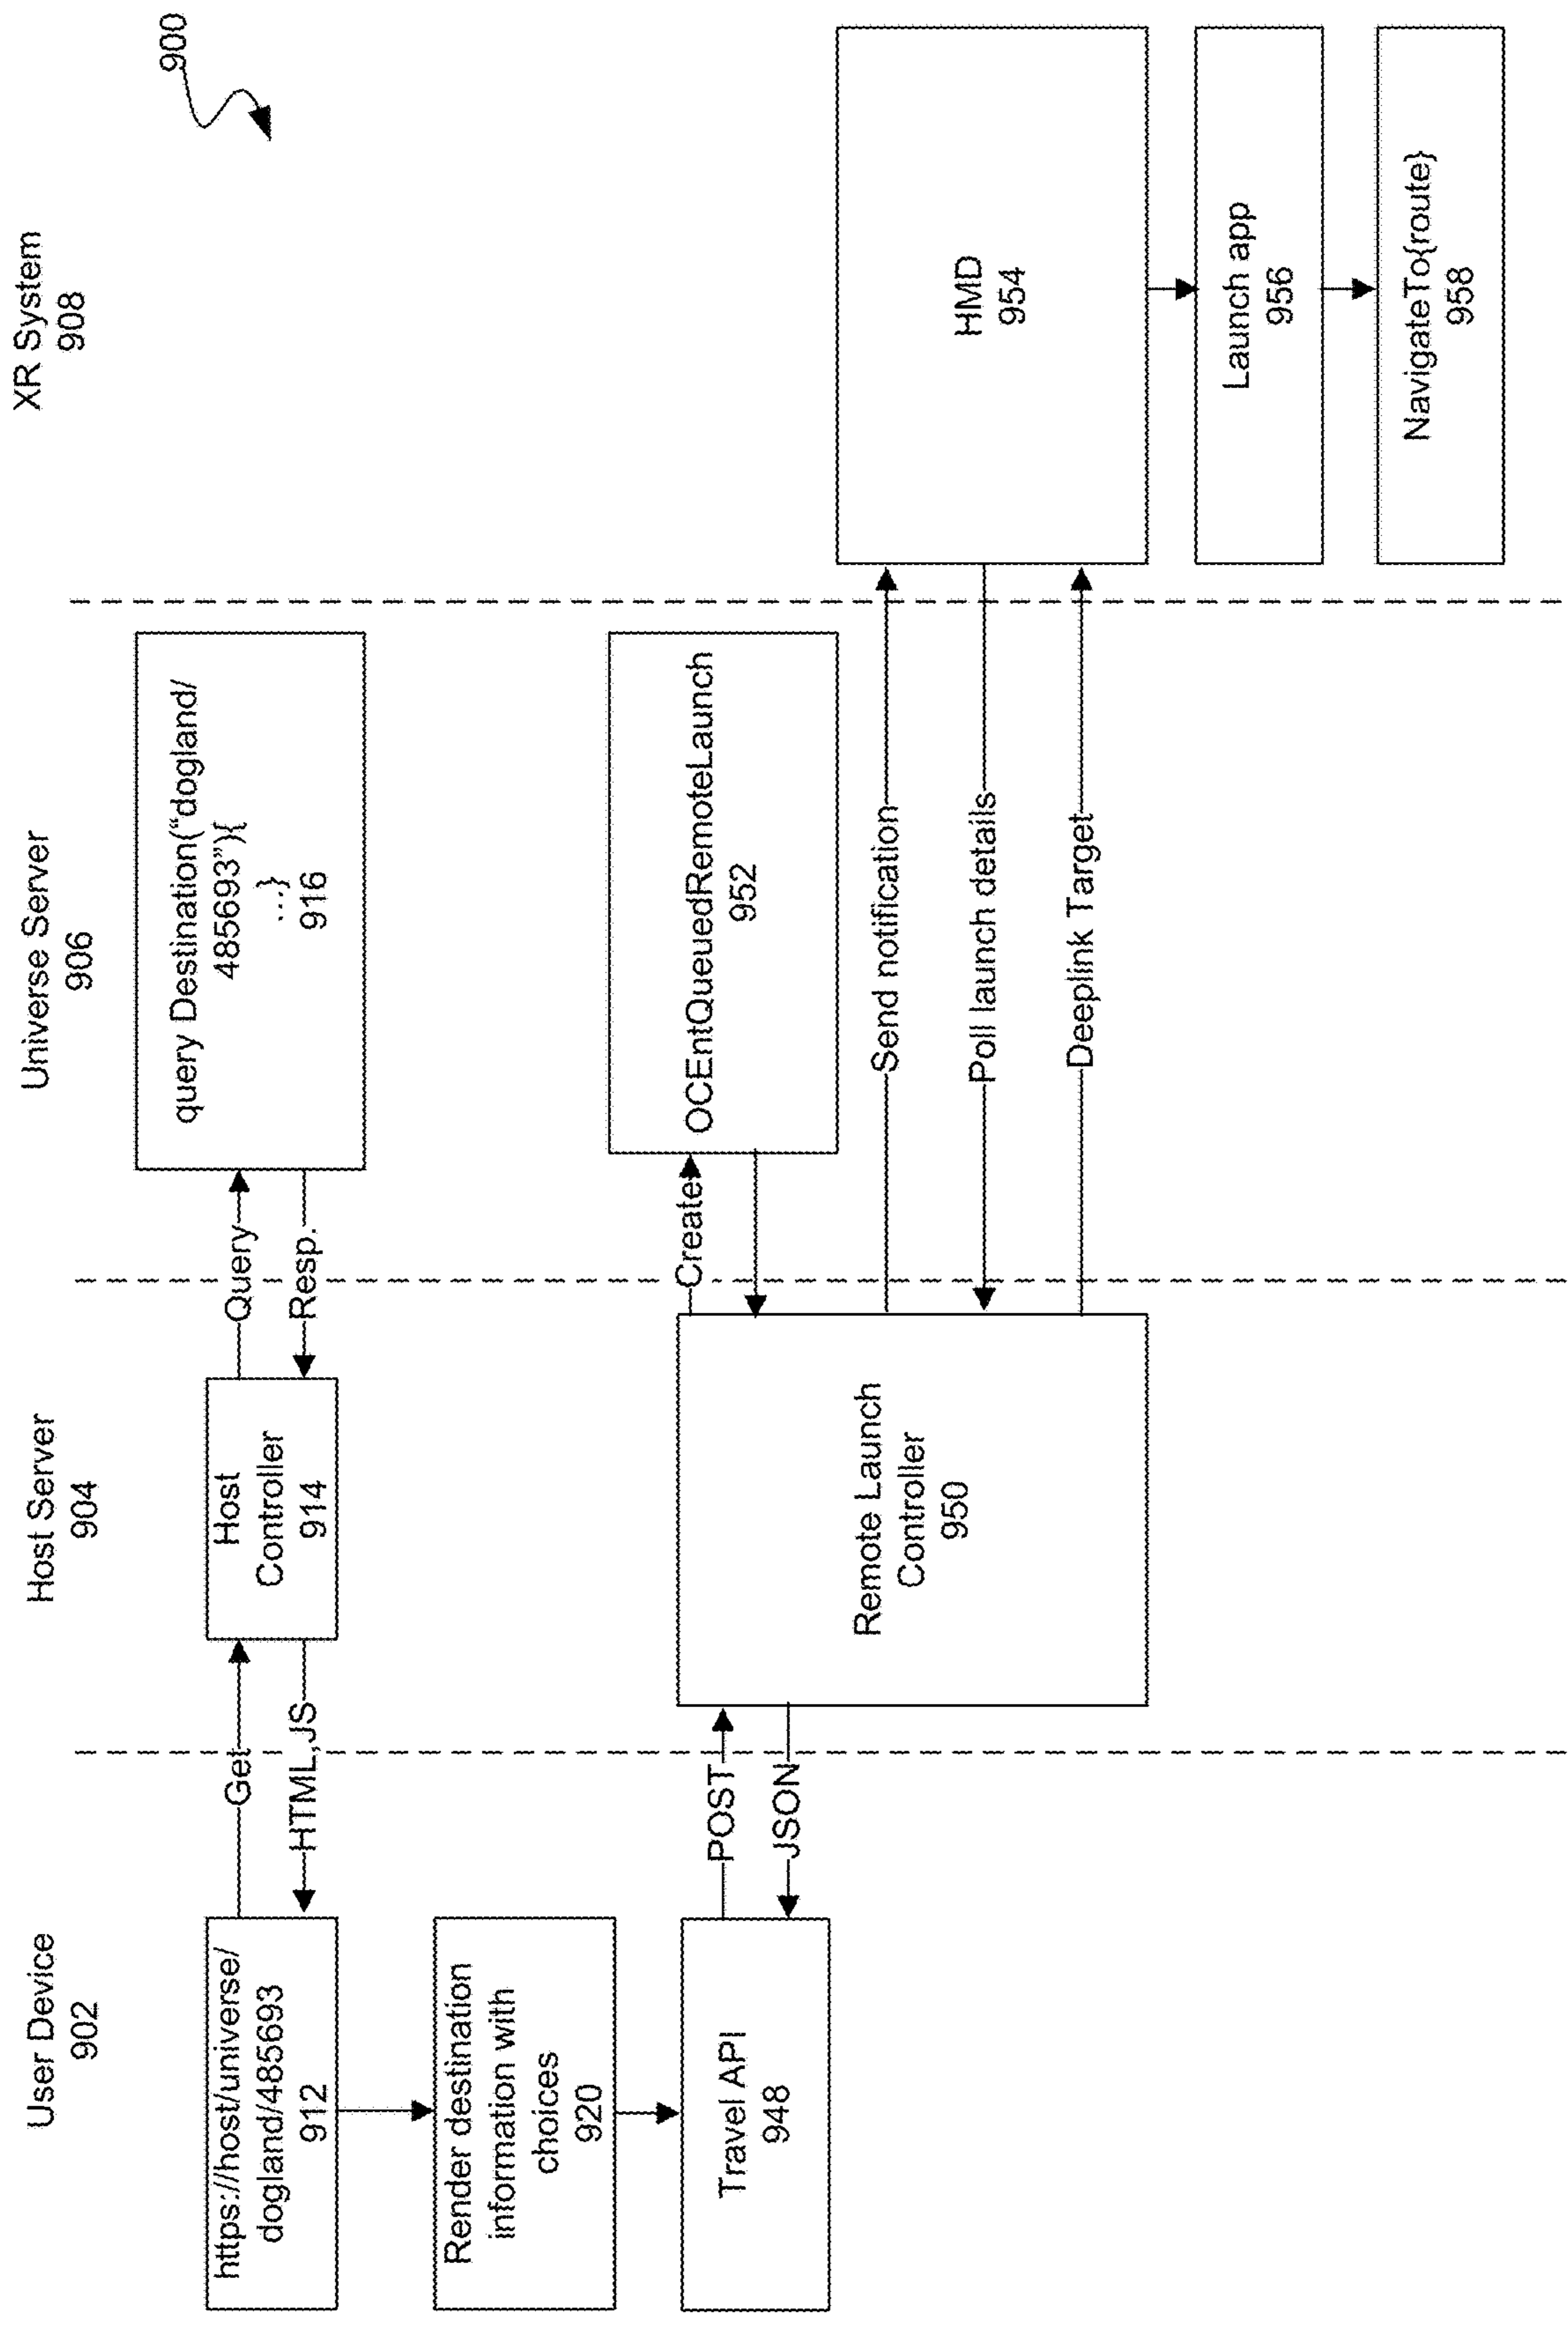 900
User Device
902
Host Server
904
Universe Server
906
XR System
908
https://host/universe/
dogland/485693
912
Get
HTML,JS
Host
Controller
914
Query
Resp.
query Destination("dogland/
485693"){
...}
916
Render destination
information with
choices
920
Travel API
948
POST
JSON
Remote Launch
Controller
950
Create
OCEntQueuedRemoteLaunch
952
Send notification
Poll launch details
Deeplink Target
HMD
954
Launch app
956
NavigateTo{route}
958